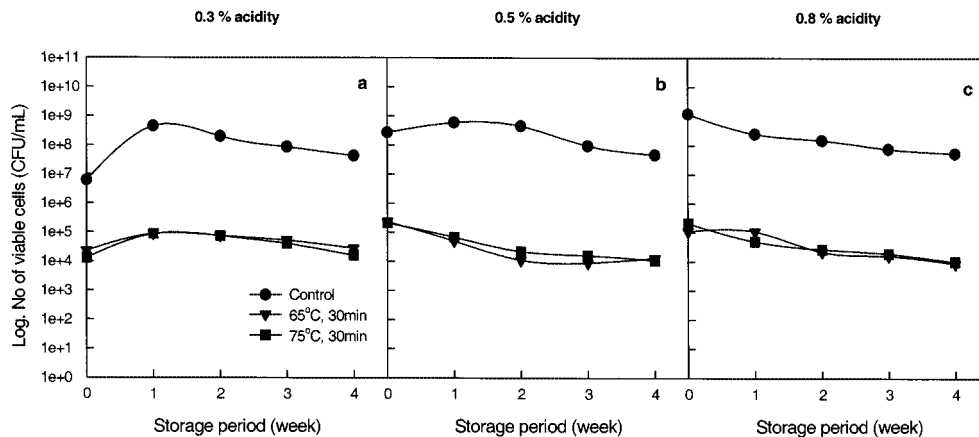 0.3 % acidity
0.5 % acidity
0.8 % acidity
Log. No of viable cells (CFU/mL)
1e+11
1e+10
1e+9
1e+8
1e+7
1e+6
1e+5
1e+4
1e+3
1e+2
1e+1
1e+0
a
b
c
Control
65°C, 30min
75°C, 30min
0 1 2 3 4
0 1 2 3 4
0 1 2 3 4
Storage period (week)
Storage period (week)
Storage period (week)